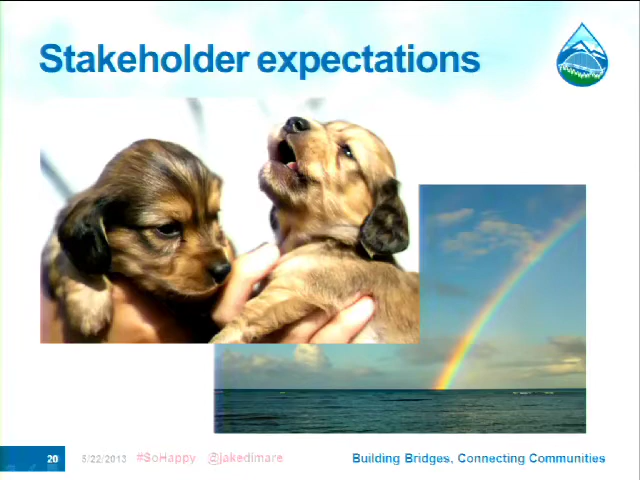 Stakeholder expectations
20 5/22/2013 #SoHappy @jakedimare Building Bridges, Connecting Communities